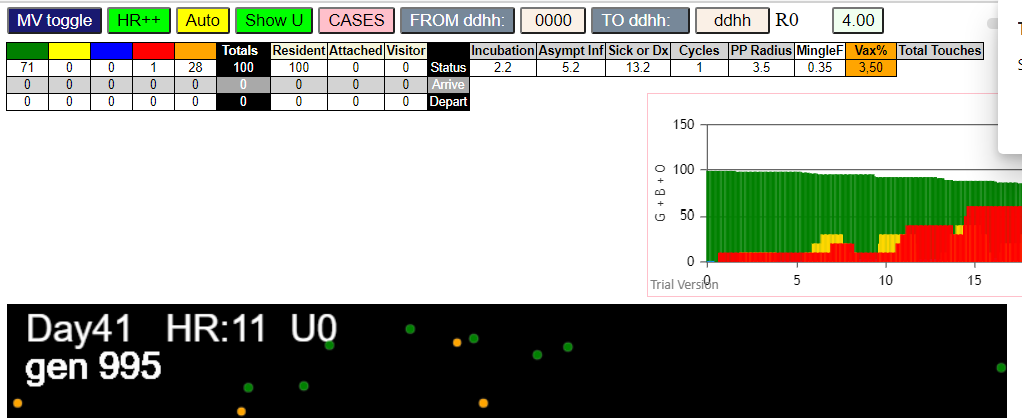 MV toggle HR++ Auto Show U CASES FROM ddhh: 0000 TO ddhh: ddhh R0 4.00
Totals Resident Attached Visitor Incubation Asympt Inf Sick or Dx Cycles PP Radius MingleF Vax% Total Touches
71 0 0 1 28 100 100 0 0 Status 2.2 5.2 13.2 1 3.5 0.35 3,50
0 0 0 0 0 0 0 0 0 Arrive
0 0 0 0 0 0 0 0 0 Depart
150
100
50
0
G + B + O
0 5 10 15
Trial Version
Day41 HR:11 U0
gen 995